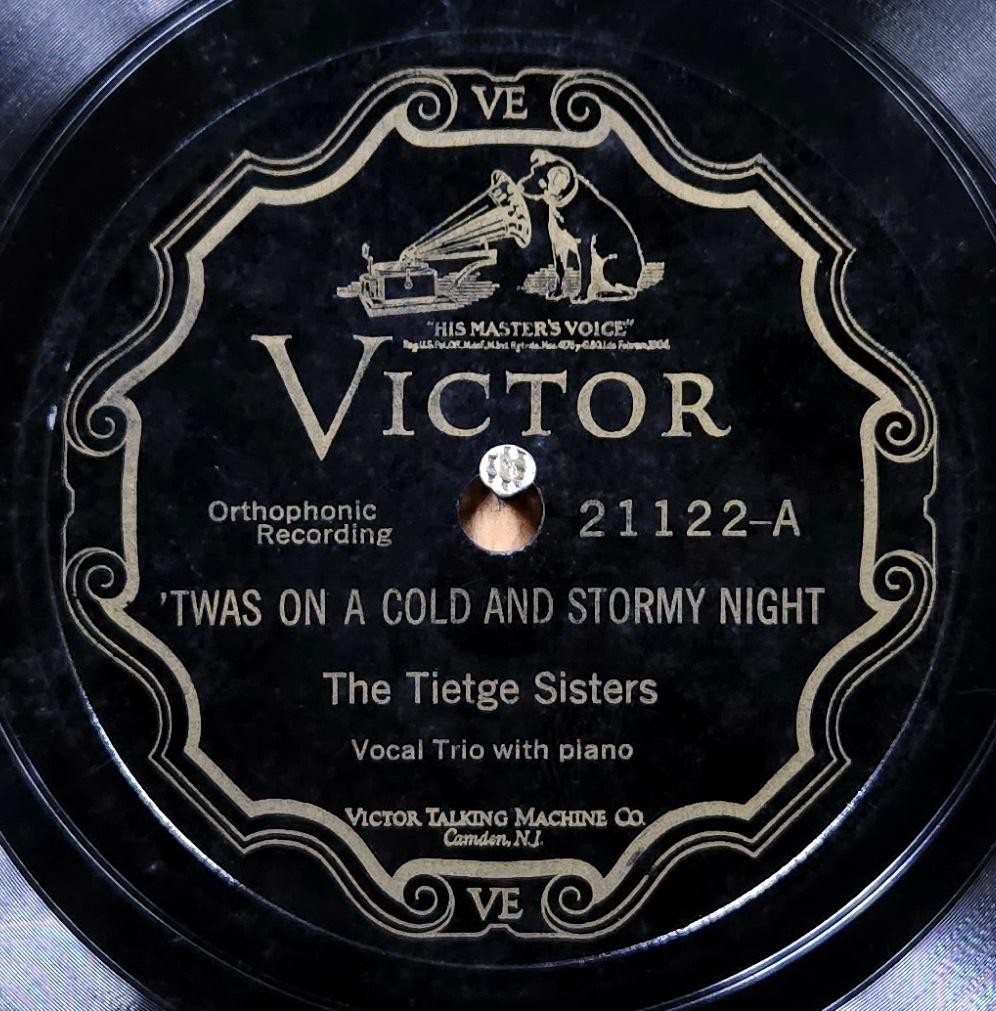 VE
"HIS MASTER'S VOICE"
VICTOR
Orthophonic
Recording
21122-A
'TWAS ON A COLD AND STORMY NIGHT
The Tietge Sisters
Vocal Trio with piano
VICTOR TALKING MACHINE CO.
Camden, N.J.
VE